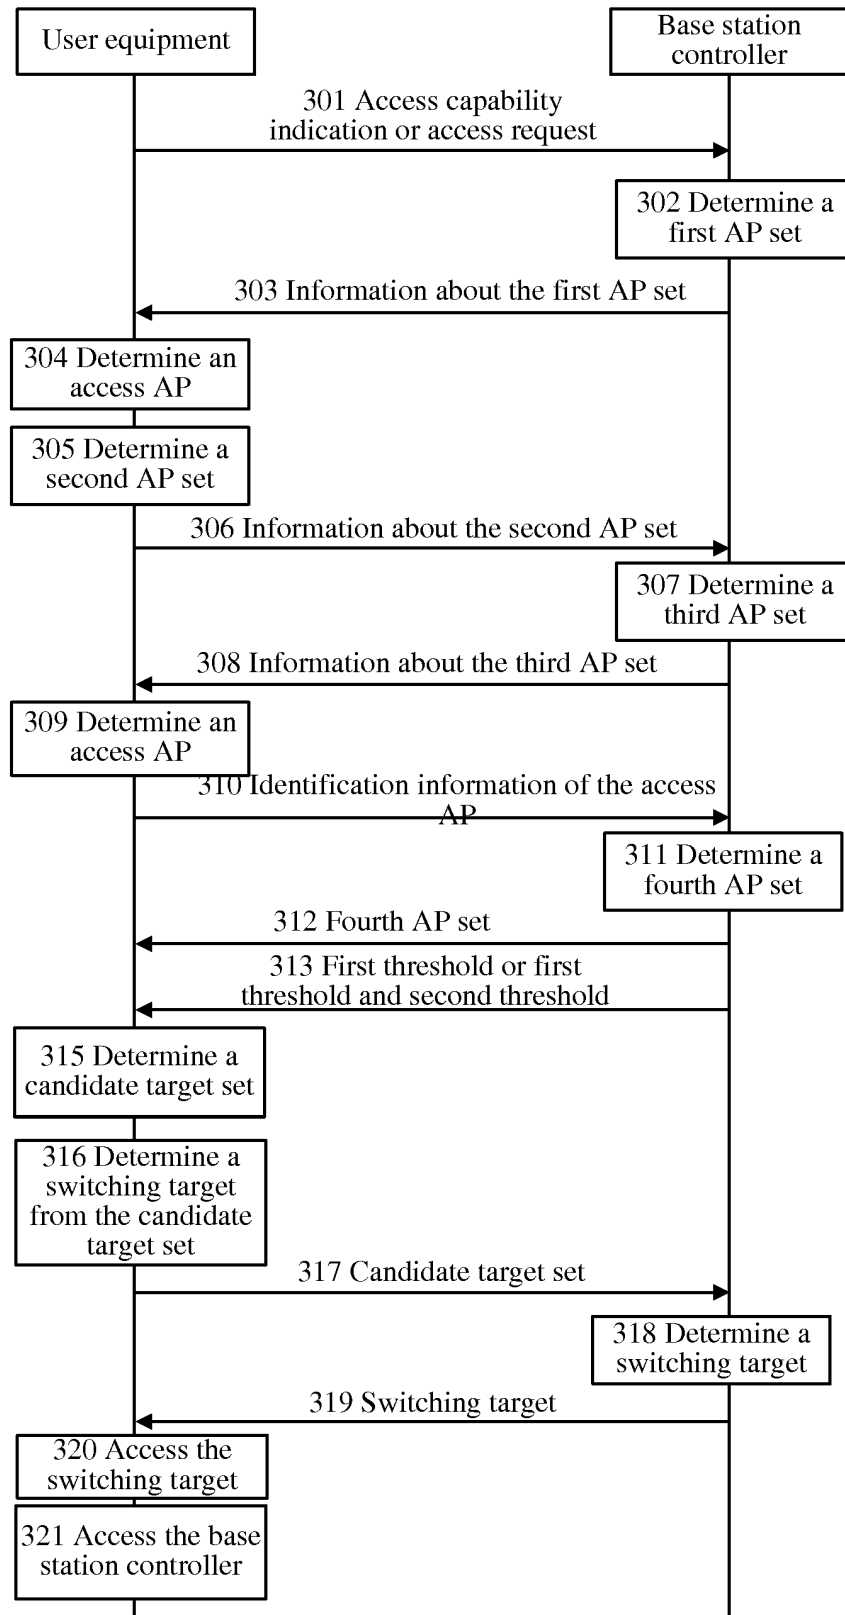 User equipment
Base station
controller
301 Access capability
indication or access request
302 Determine a
first AP set
303 Information about the first AP set
304 Determine an
access AP
305 Determine a
second AP set
306 Information about the second AP set
307 Determine a
third AP set
308 Information about the third AP set
309 Determine an
access AP
310 Identification information of the access
AP
311 Determine a
fourth AP set
312 Fourth AP set
313 First threshold or first
threshold and second threshold
315 Determine a
candidate target set
316 Determine a
switching target
from the candidate
target set
317 Candidate target set
318 Determine a
switching target
319 Switching target
320 Access the
switching target
321 Access the base
station controller